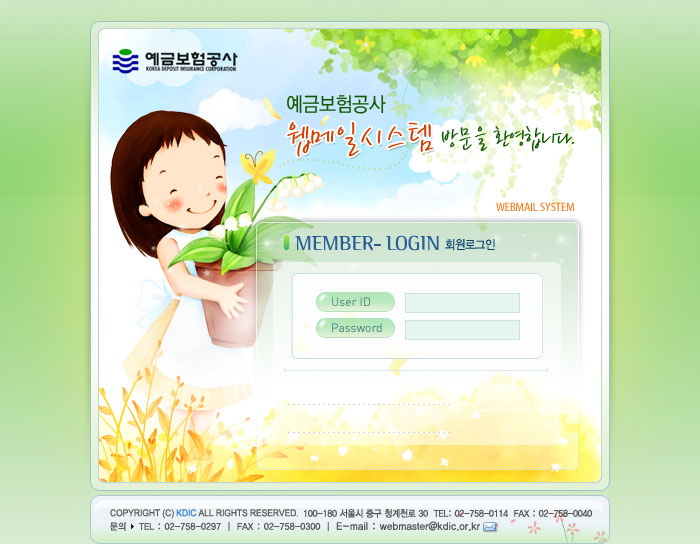 예금보험공사
KOREA DEPOSIT INSURANCE CORPORATION
예금보험공사
웹메일시스템 방문을 환영합니다.
WEBMAIL SYSTEM
MEMBER- LOGIN 회원로그인
User ID
Password
COPYRIGHT (C) KDIC ALL RIGHTS RESERVED. 100-180 서울시 중구 청계천로 30 TEL: 02-758-0114 FAX : 02-758-0040
문의 ▸ TEL : 02-758-0297 | FAX : 02-758-0300 | E-mail : webmaster@kdic.or.kr